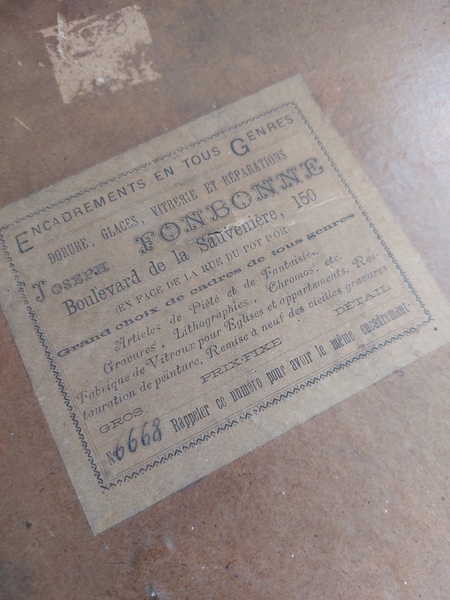 ENCADREMENTS EN TOUS GENRES
DORURE, GLACES, VITRERIE ET RÉPARATIONS
JOSEPH FONBONNE
Boulevard de la Sauvenière, 150
(EN FACE DE LA RUE DU POT D'OR)
Grand choix de cadres de tous genres
Articles de Piété et de Fantaisie,
Gravures, Lithographies, Chromos, etc.
Fabrique de Vitraux pour Eglises et appartements. Res-
tauration de peinture, Remise à neuf des vieilles gravures
GROS PRIX-FIXE DÉTAIL
No 6668 Rappeler ce numéro pour avoir le même encadrement